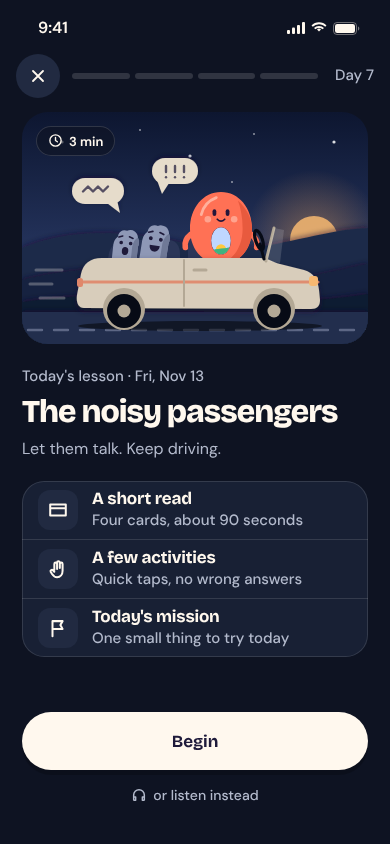 9:41
Day 7
3 min
!!!
Today's lesson · Fri, Nov 13
The noisy passengers
Let them talk. Keep driving.
A short read
Four cards, about 90 seconds
A few activities
Quick taps, no wrong answers
Today's mission
One small thing to try today
Begin
or listen instead